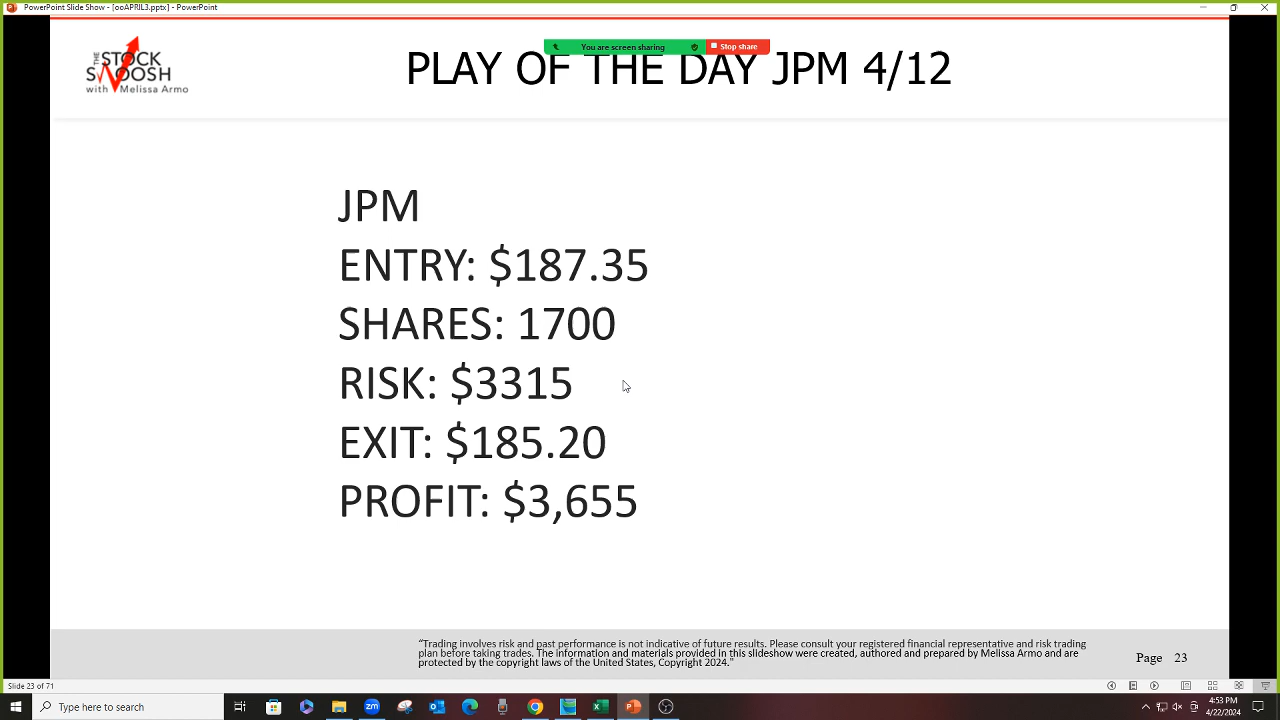 PowerPoint Slide Show - [ooAPRIL3.pptx] - PowerPoint
You are screen sharing
Stop share
THE
STOCK
SWOOSH
with Melissa Armo
PLAY OF THE DAY JPM 4/12
JPM
ENTRY: $187.35
SHARES: 1700
RISK: $3315
EXIT: $185.20
PROFIT: $3,655
"Trading involves risk and past performance is not indicative of future results. Please consult your registered financial representative and risk trading
plan before taking trades. The information and materials provided in this slideshow were created, authored and prepared by Melissa Armo and are
protected by the copyright laws of the United States, Copyright 2024."
Page 23
Slide 23 of 71
Type here to search
4:53 PM
4/22/2024